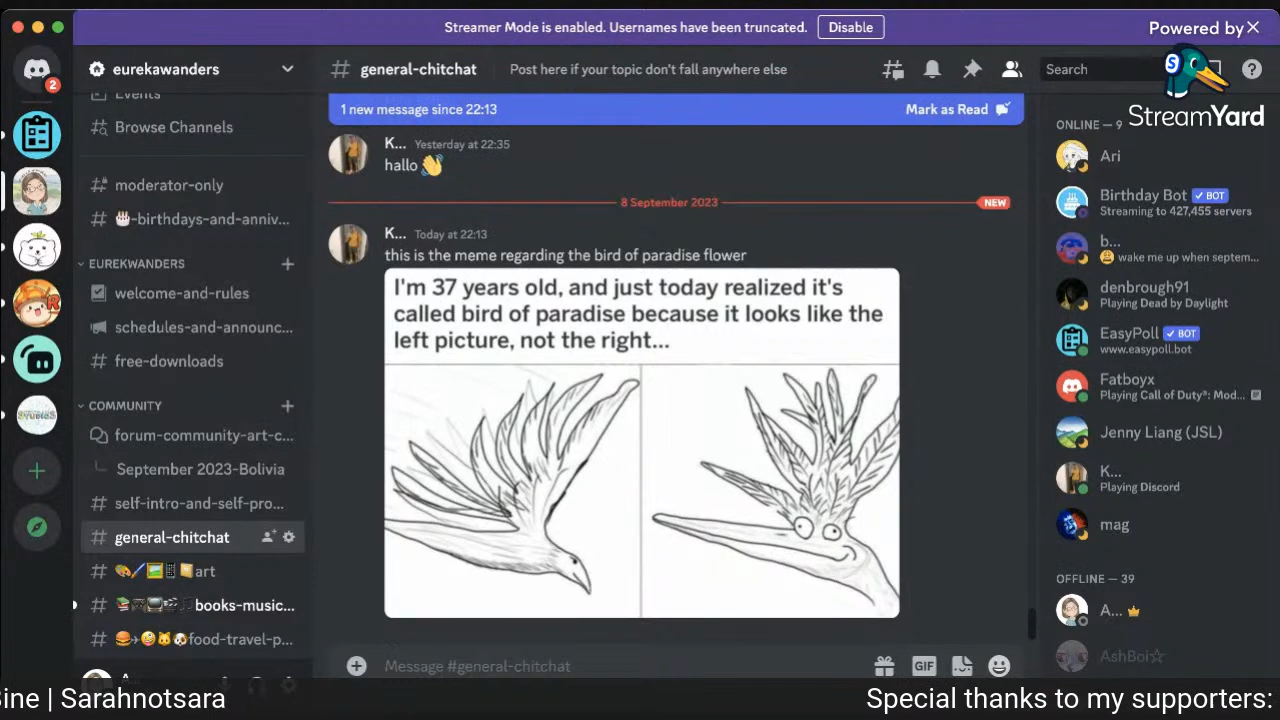 Streamer Mode is enabled. Usernames have been truncated.
Disable
Powered by
StreamYard
2
eurekawanders
general-chitchat
Post here if your topic don't fall anywhere else
Search
Events
Browse Channels
moderator-only
-birthdays-and-anniv...
EUREKWANDERS
welcome-and-rules
schedules-and-announc...
free-downloads
COMMUNITY
forum-community-art-c...
September 2023-Bolivia
self-intro-and-self-pro...
general-chitchat
art
books-music...
food-travel-p...
1 new message since 22:13
Mark as Read
K... Yesterday at 22:35
hallo 👋
8 September 2023
NEW
K... Today at 22:13
this is the meme regarding the bird of paradise flower
I'm 37 years old, and just today realized it's
called bird of paradise because it looks like the
left picture, not the right...
Message #general-chitchat
GIF
ONLINE — 9
Ari
Birthday Bot ✓ BOT
Streaming to 427,455 servers
b...
wake me up when septem...
denbrough91
Playing Dead by Daylight
EasyPoll ✓ BOT
www.easypoll.bot
Fatboyx
Playing Call of Duty®: Mod...
Jenny Liang (JSL)
K...
Playing Discord
mag
OFFLINE — 39
A...
AshBoi☆
Sine | Sarahnotsara
Special thanks to my supporters: